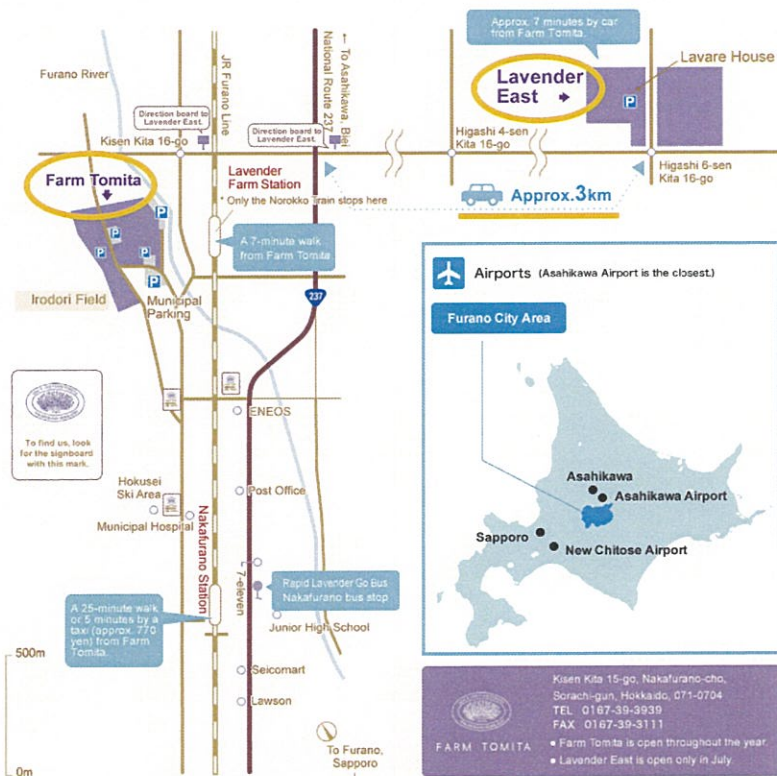 Approx. 7 minutes by car
from Farm Tomita.
Furano River
JR Furano Line
← To Asahikawa, Biei
National Route 237
Lavender
East →
Lavare House
P
Direction board to
Lavender East.
Kisen Kita 16-go
Direction board to
Lavender East.
Higashi 4-sen
Kita 16-go
Higashi 6-sen
Kita 16-go
Farm Tomita
Lavender
Farm Station
* Only the Norokko Train stops here
Approx.3km
P
P
P
P
P
A 7-minute walk
from Farm Tomita
Irodori Field
Municipal
Parking
237
Airports (Asahikawa Airport is the closest.)
Furano City Area
To find us, look
for the signboard
with this mark.
ENEOS
Hokusei
Ski Area
Post Office
Municipal Hospital
Nakafurano Station
7-eleven
Asahikawa
Asahikawa Airport
Sapporo
New Chitose Airport
Rapid Lavender Go Bus
Nakafurano bus stop
A 25-minute walk
or 5 minutes by a
taxi (approx. 770
yen) from Farm
Tomita.
Junior High School
500m
Seicomart
Lawson
To Furano,
Sapporo
0m
Kisen Kita 15-go, Nakafurano-cho,
Sorachi-gun, Hokkaido, 071-0704
TEL 0167-39-3939
FAX 0167-39-3111
FARM TOMITA
• Farm Tomita is open throughout the year.
• Lavender East is open only in July